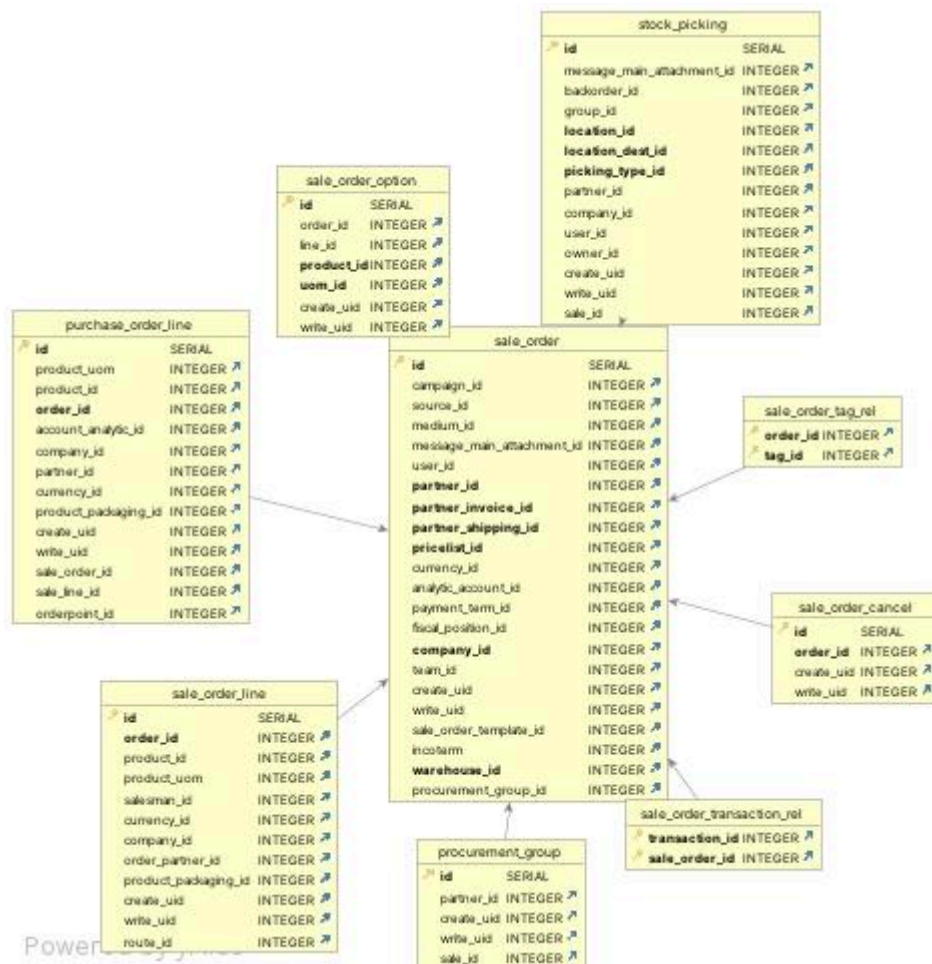 stock_picking
id SERIAL
message_main_attachment_id INTEGER
backorder_id INTEGER
group_id INTEGER
location_id INTEGER
location_dest_id INTEGER
picking_type_id INTEGER
partner_id INTEGER
company_id INTEGER
user_id INTEGER
owner_id INTEGER
create_uid INTEGER
write_uid INTEGER
sale_id INTEGER
sale_order_option
id SERIAL
order_id INTEGER
line_id INTEGER
product_id INTEGER
uom_id INTEGER
create_uid INTEGER
write_uid INTEGER
purchase_order_line
id SERIAL
product_uom INTEGER
product_id INTEGER
order_id INTEGER
account_analytic_id INTEGER
company_id INTEGER
partner_id INTEGER
currency_id INTEGER
product_packaging_id INTEGER
create_uid INTEGER
write_uid INTEGER
sale_order_id INTEGER
sale_line_id INTEGER
orderpoint_id INTEGER
sale_order
id SERIAL
campaign_id INTEGER
source_id INTEGER
medium_id INTEGER
message_main_attachment_id INTEGER
user_id INTEGER
partner_id INTEGER
partner_invoice_id INTEGER
partner_shipping_id INTEGER
pricelist_id INTEGER
currency_id INTEGER
analytic_account_id INTEGER
payment_term_id INTEGER
fiscal_position_id INTEGER
company_id INTEGER
team_id INTEGER
create_uid INTEGER
write_uid INTEGER
sale_order_template_id INTEGER
incoterm INTEGER
warehouse_id INTEGER
procurement_group_id INTEGER
sale_order_tag_rel
order_id INTEGER
tag_id INTEGER
sale_order_cancel
id SERIAL
order_id INTEGER
create_uid INTEGER
write_uid INTEGER
sale_order_line
id SERIAL
order_id INTEGER
product_id INTEGER
product_uom INTEGER
salesman_id INTEGER
currency_id INTEGER
company_id INTEGER
order_partner_id INTEGER
product_packaging_id INTEGER
create_uid INTEGER
write_uid INTEGER
route_id INTEGER
sale_order_transaction_rel
transaction_id INTEGER
sale_order_id INTEGER
procurement_group
id SERIAL
partner_id INTEGER
create_uid INTEGER
write_uid INTEGER
sale_id INTEGER